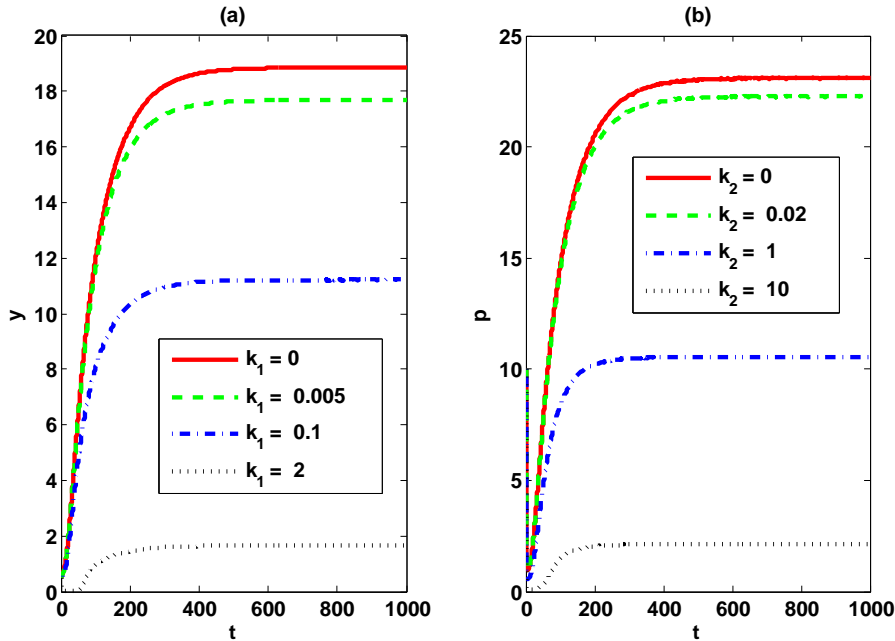 (a)
20
18
16
14
12
10
8
6
4
2
0
y
0 200 400 600 800 1000
t
k1 = 0
k1 = 0.005
k1 = 0.1
k1 = 2
(b)
25
20
15
10
5
0
p
0 200 400 600 800 1000
t
k2 = 0
k2 = 0.02
k2 = 1
k2 = 10